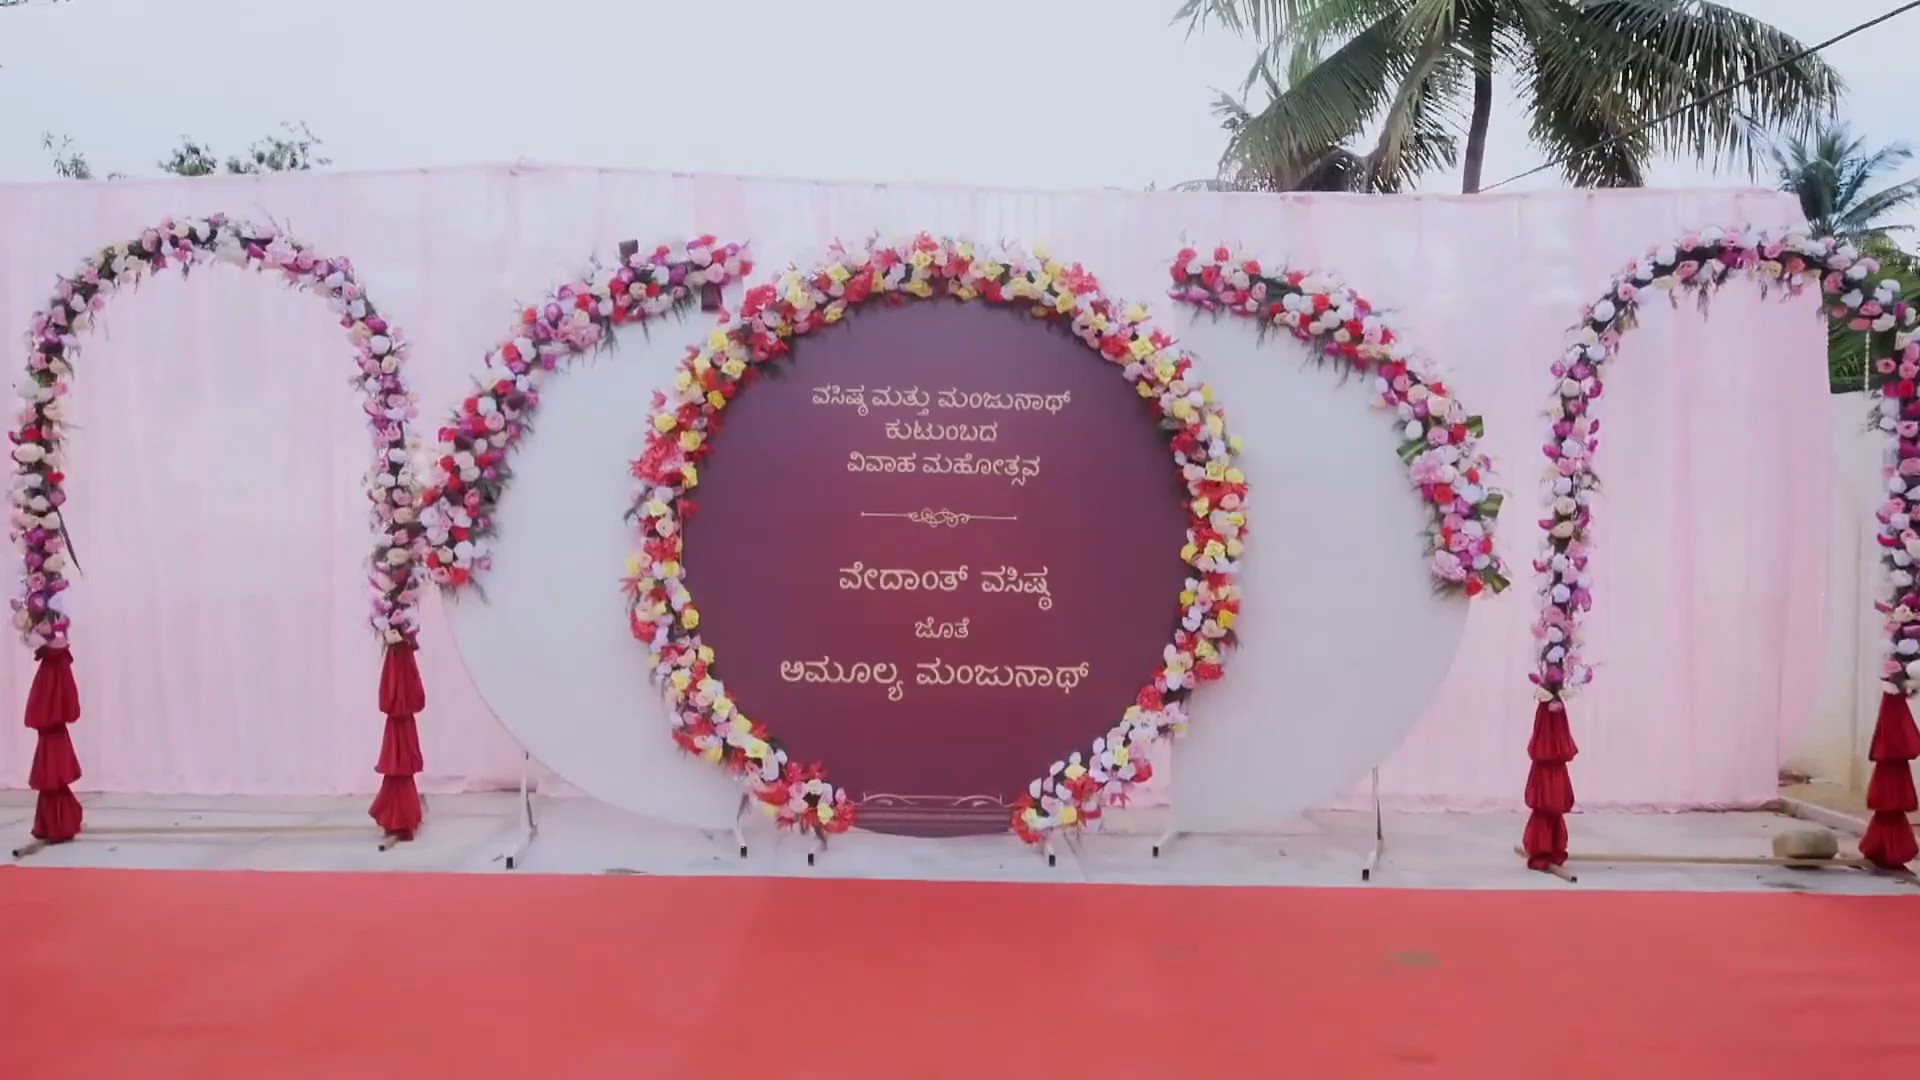 ವಸಿಷ್ಠ ಮತ್ತು ಮಂಜುನಾಥ್
ಕುಟುಂಬದ
ವಿವಾಹ ಮಹೋತ್ಸವ
ವೇದಾಂತ್ ವಸಿಷ್ಠ
ಜೊತೆ
ಅಮೂಲ್ಯ ಮಂಜುನಾಥ್